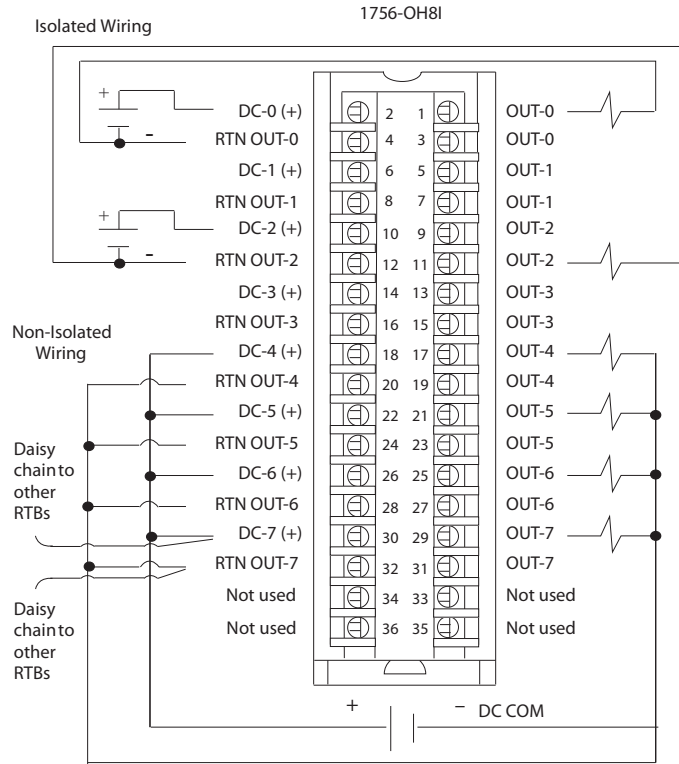 1756-OH8I
Isolated Wiring
+
DC-0 (+) 2 1 OUT-0
-
RTN OUT-0 4 3 OUT-0
DC-1 (+) 6 5 OUT-1
RTN OUT-1 8 7 OUT-1
+
DC-2 (+) 10 9 OUT-2
-
RTN OUT-2 12 11 OUT-2
DC-3 (+) 14 13 OUT-3
Non-Isolated
Wiring
RTN OUT-3 16 15 OUT-3
DC-4 (+) 18 17 OUT-4
RTN OUT-4 20 19 OUT-4
DC-5 (+) 22 21 OUT-5
RTN OUT-5 24 23 OUT-5
Daisy
chain to
other
RTBs
DC-6 (+) 26 25 OUT-6
RTN OUT-6 28 27 OUT-6
DC-7 (+) 30 29 OUT-7
RTN OUT-7 32 31 OUT-7
Not used 34 33 Not used
Not used 36 35 Not used
Daisy
chain to
other
RTBs
+ – DC COM